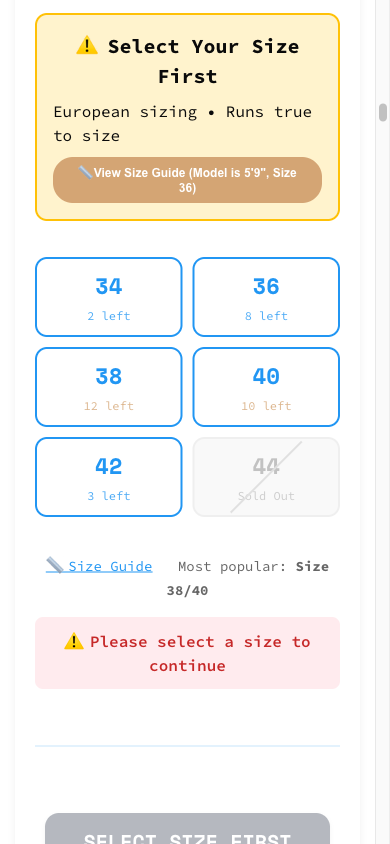 ⚠️ Select Your Size
First
European sizing • Runs true
to size
📏View Size Guide (Model is 5'9", Size
36)
34
2 left
36
8 left
38
12 left
40
10 left
42
3 left
44
Sold Out
📏 Size Guide
Most popular: Size
38/40
⚠️ Please select a size to
continue
SELECT SIZE FIRST